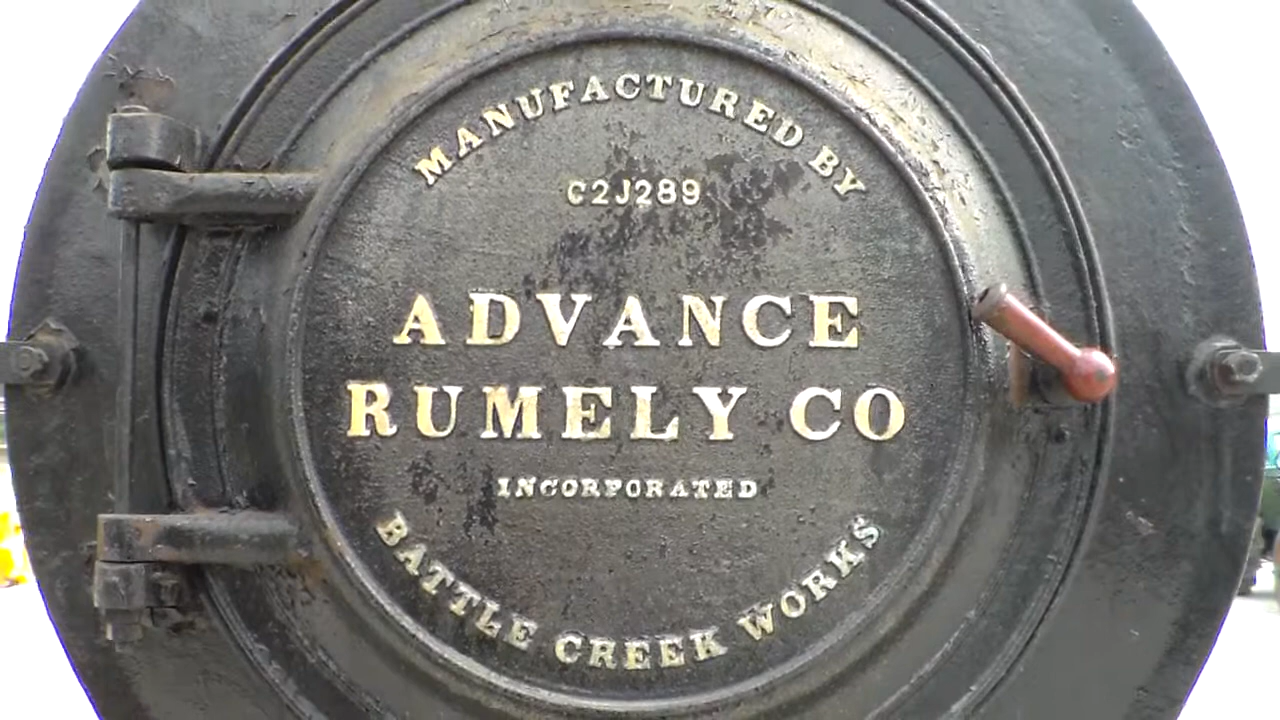 MANUFACTURED BY
C2J289
ADVANCE
RUMELY CO
INCORPORATED
BATTLE CREEK WORKS